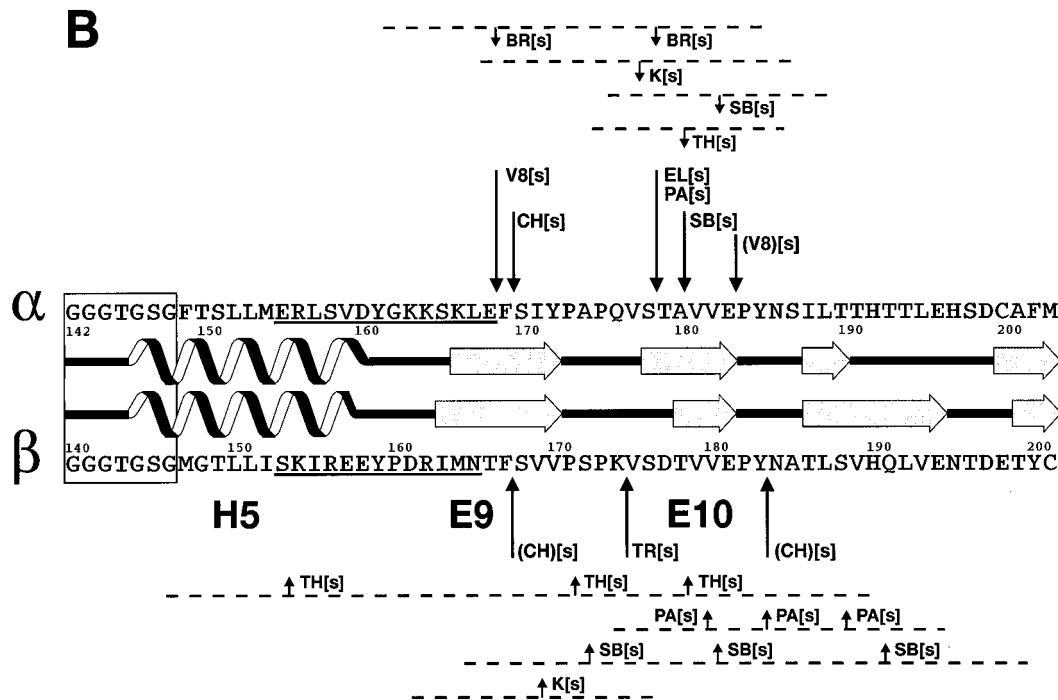 B
BR[s] BR[s]
K[s]
SB[s]
TH[s]
V8[s] EL[s]
PA[s]
CH[s] SB[s]
(V8)[s]
α GGGTGSGFTSLLMERLSVDYGKKSKLEFSIYPAPQVSTAVVEPYNSILTTHTTLEHSDCAFM
142 150 160 170 180 190 200
140 150 160 170 180 190 200
β GGGTGSGMGTLLISKIREEYPDRIMNTFSVVPSPKVSDTVVEPYNATLSVHQLVENTDETYC
H5 E9 E10
(CH)[s] TR[s] (CH)[s]
TH[s] TH[s] TH[s]
PA[s] PA[s] PA[s]
SB[s] SB[s] SB[s]
K[s]